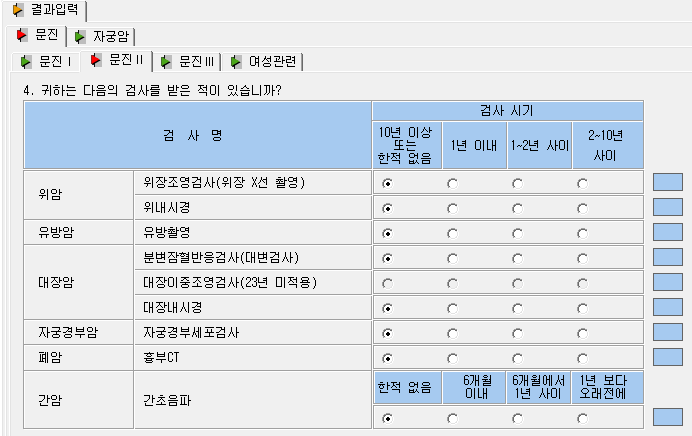 결과입력
문진 자궁암
문진Ⅰ 문진Ⅱ 문진Ⅲ 여성관련
4. 귀하는 다음의 검사를 받은 적이 있습니까?
검 사 명
검사 시기
10년 이상
또는
한적 없음
1년 이내
1~2년 사이
2~10년
사이
위암
위장조영검사(위장 X선 촬영)
위내시경
유방암
유방촬영
대장암
분변잠혈반응검사(대변검사)
대장이중조영검사(23년 미적용)
대장내시경
자궁경부암
자궁경부세포검사
폐암
흉부CT
간암
간초음파
한적 없음
6개월
이내
6개월에서
1년 사이
1년 보다
오래전에